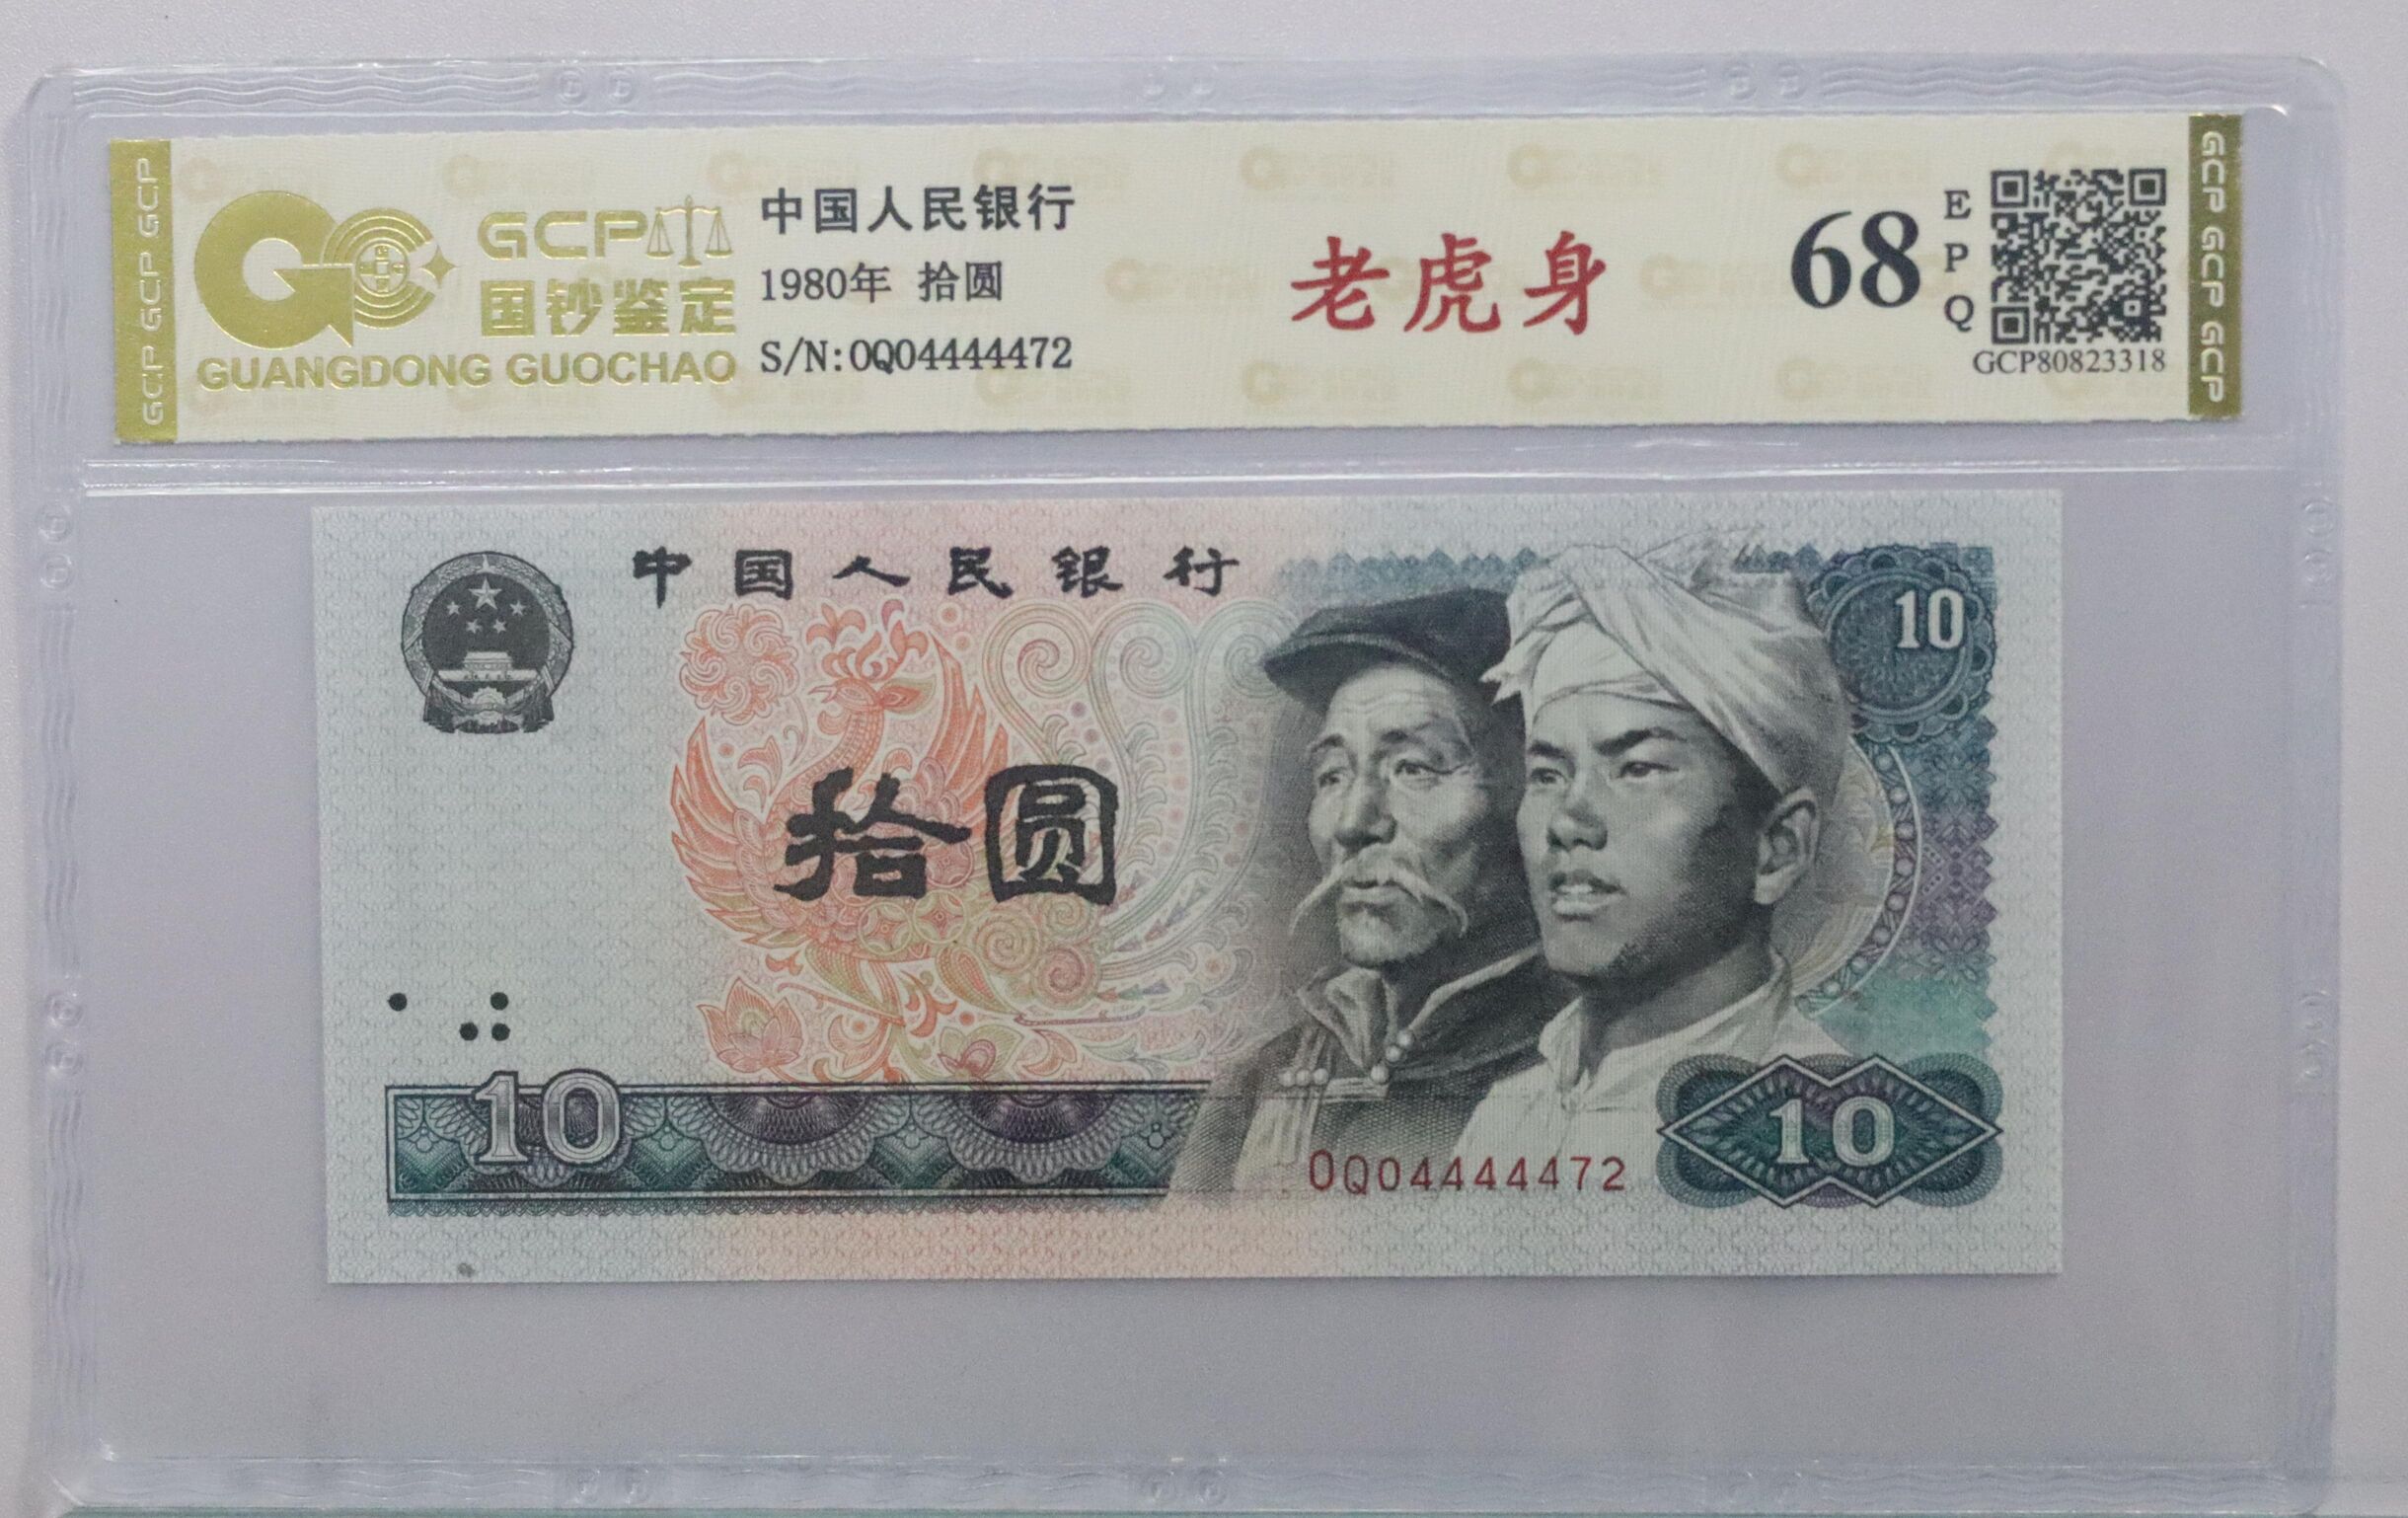 GCP GCP GCP
GCP
国钞鉴定
GUANGDONG GUOCHAO
中国人民银行
1980年 拾圆
S/N:0Q04444472
老虎身
68
E
P
Q
GCP80823318
GCP GCP GCP
中国人民银行
10
拾圆
10
0Q04444472
10